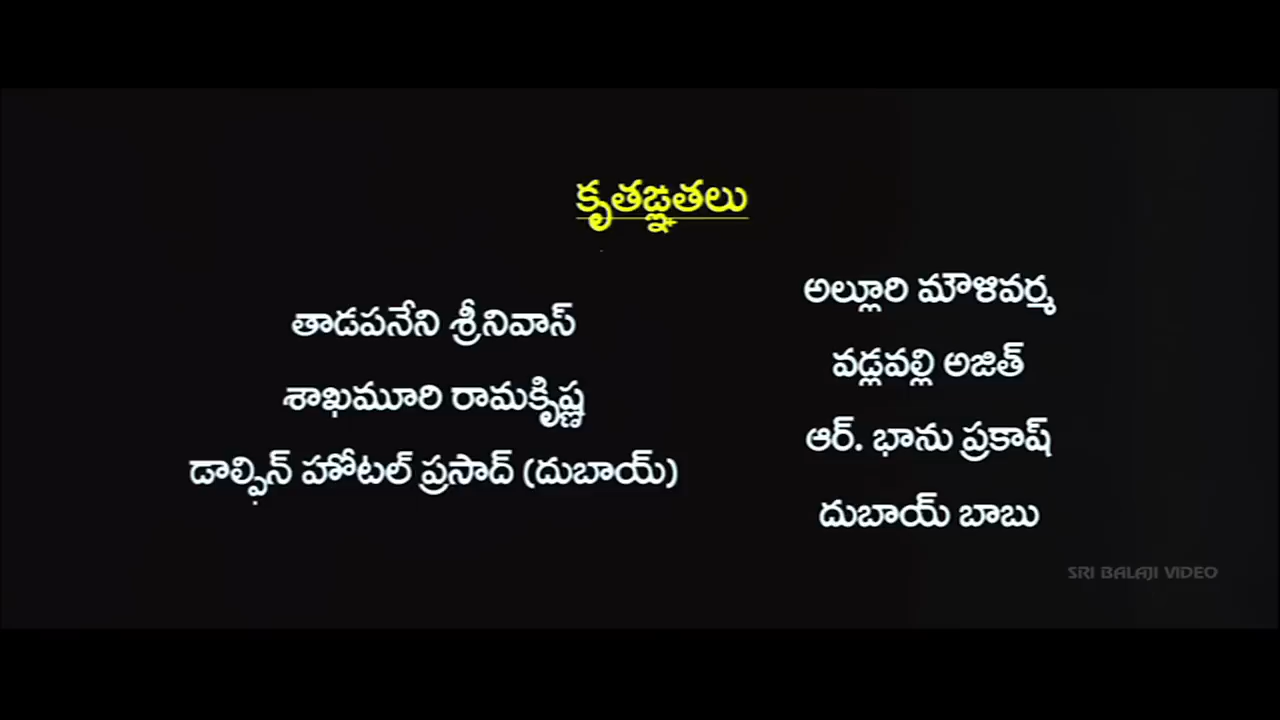 కృతజ్ఞతలు
తాడపనేని శ్రీనివాస్
శాఖమూరి రామకృిష్ణ
డాల్ఫిన్ హోటల్ ప్రసాద్ (దుబాయ్)
అల్లూరి మౌళివర్మ
వడ్లవల్లి అజిత్
ఆర్. భాను ప్రకాష్
దుబాయ్ బాబు
SRI BALAJI VIDEO